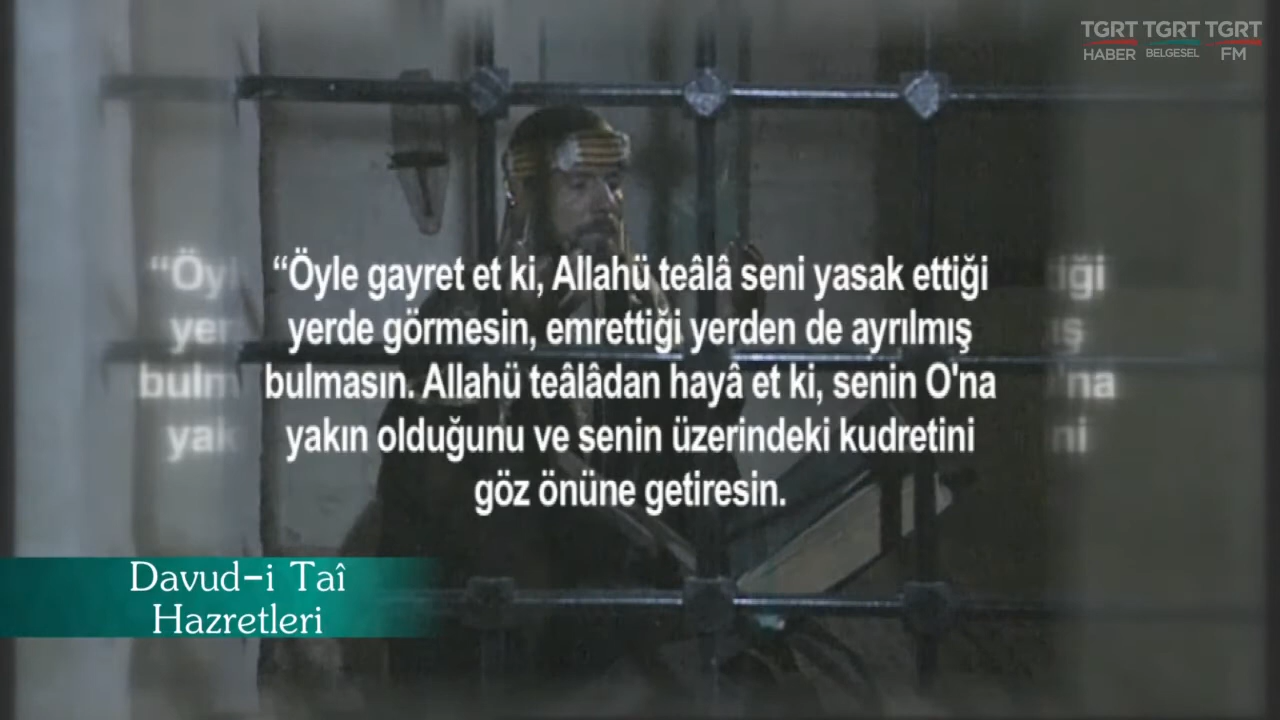 TGRT TGRT TGRT
HABER BELGESEL FM
“Öyle gayret et ki, Allahü teâlâ seni yasak ettiği
yerde görmesin, emrettiği yerden de ayrılmış
bulmasın. Allahü teâlâdan hayâ et ki, senin O'na
yakın olduğunu ve senin üzerindeki kudretini
göz önüne getiresin.
Davud-i Taî
Hazretleri